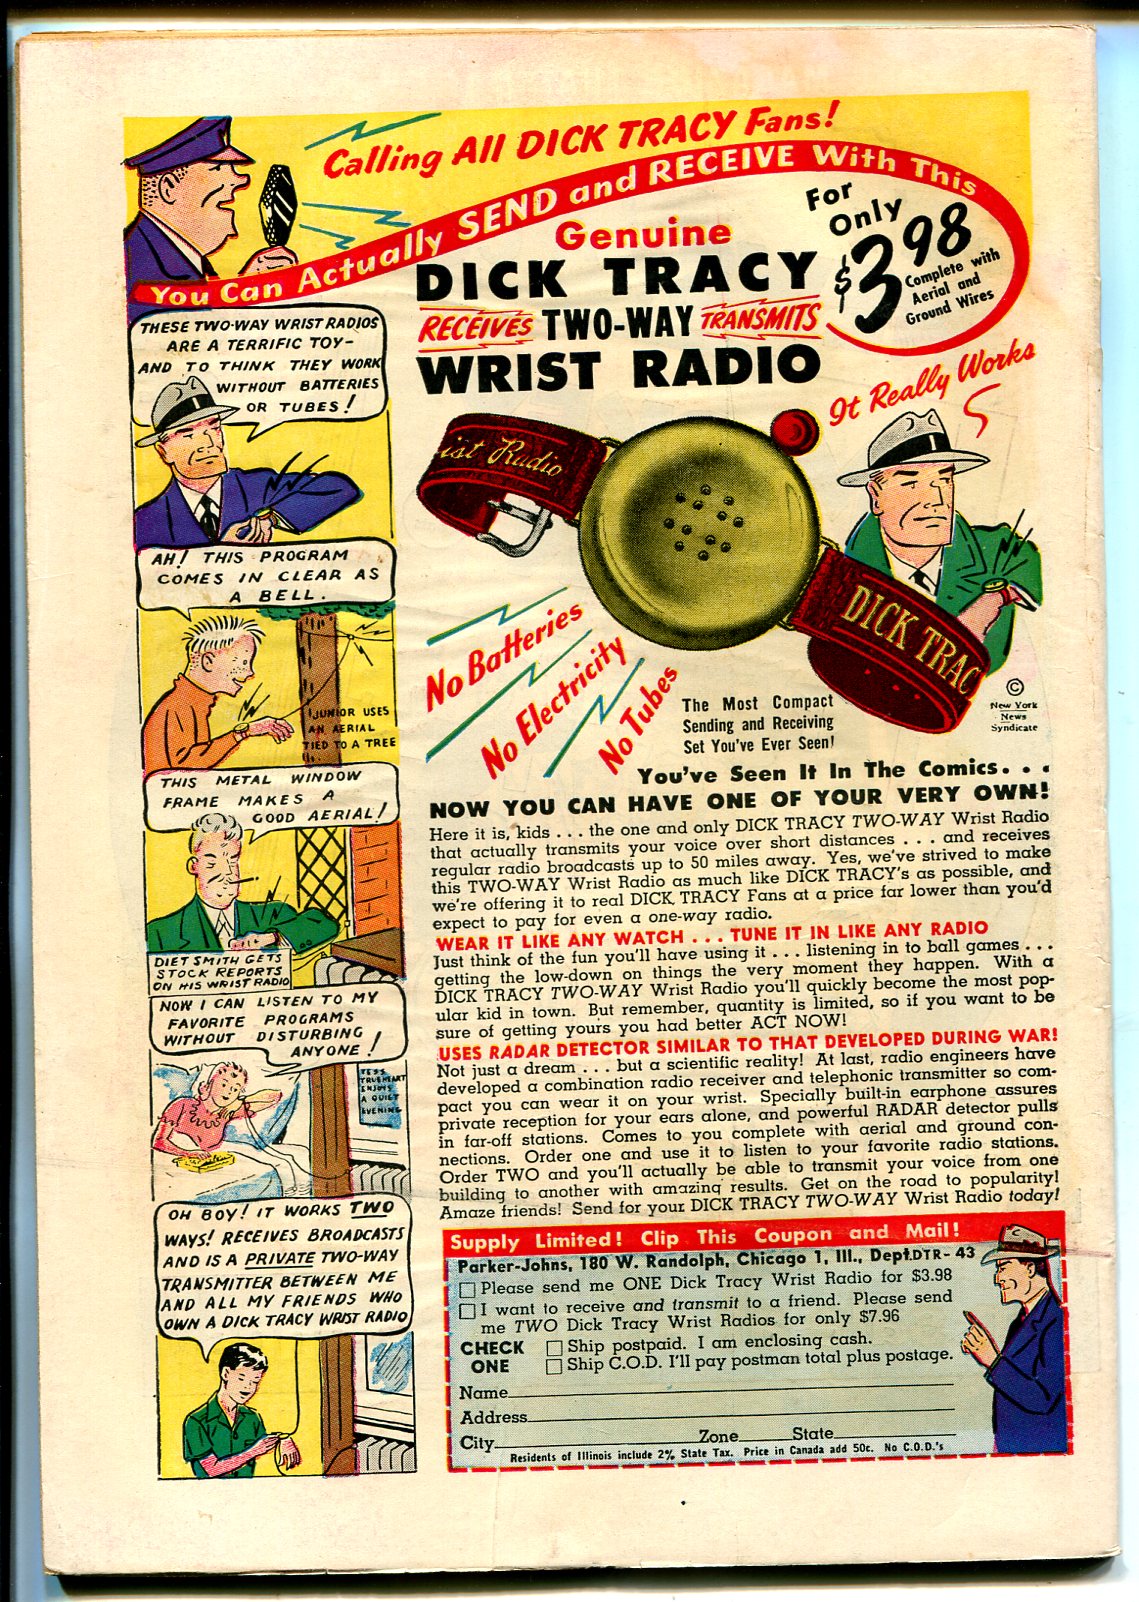 Calling All DICK TRACY Fans!
You Can Actually SEND and RECEIVE With This
Genuine
DICK TRACY
RECEIVES TWO-WAY TRANSMITS
WRIST RADIO
For
Only
$3.98
Complete with
Aerial and
Ground Wires
It Really Works
THESE TWO-WAY WRIST RADIOS
ARE A TERRIFIC TOY-
AND TO THINK THEY WORK
WITHOUT BATTERIES
OR TUBES!
AH! THIS PROGRAM
COMES IN CLEAR AS
A BELL.
JUNIOR USES
AN AERIAL
TIED TO A TREE
THIS METAL WINDOW
FRAME MAKES A
GOOD AERIAL!
DIET SMITH GETS
STOCK REPORTS
ON HIS WRIST RADIO
NOW I CAN LISTEN TO MY
FAVORITE PROGRAMS
WITHOUT DISTURBING
ANYONE!
TESS
TRUEHEART
ENJOYS
A QUIET
EVENING
OH BOY! IT WORKS TWO
WAYS! RECEIVES BROADCASTS
AND IS A PRIVATE TWO-WAY
TRANSMITTER BETWEEN ME
AND ALL MY FRIENDS WHO
OWN A DICK TRACY WRIST RADIO
ist Radio
DICK TRAC
No Batteries
No Electricity
No Tubes
The Most Compact
Sending and Receiving
Set You've Ever Seen!
©
New York
News
Syndicate
You've Seen It In The Comics. . .
NOW YOU CAN HAVE ONE OF YOUR VERY OWN!
Here it is, kids . . . the one and only DICK TRACY TWO-WAY Wrist Radio
that actually transmits your voice over short distances . . . and receives
regular radio broadcasts up to 50 miles away. Yes, we've strived to make
this TWO-WAY Wrist Radio as much like DICK TRACY's as possible, and
we're offering it to real DICK TRACY Fans at a price far lower than you'd
expect to pay for even a one-way radio.
WEAR IT LIKE ANY WATCH . . . TUNE IT IN LIKE ANY RADIO
Just think of the fun you'll have using it . . . listening in to ball games . . .
getting the low-down on things the very moment they happen. With a
DICK TRACY TWO-WAY Wrist Radio you'll quickly become the most pop-
ular kid in town. But remember, quantity is limited, so if you want to be
sure of getting yours you had better ACT NOW!
USES RADAR DETECTOR SIMILAR TO THAT DEVELOPED DURING WAR!
Not just a dream . . . but a scientific reality! At last, radio engineers have
developed a combination radio receiver and telephonic transmitter so com-
pact you can wear it on your wrist. Specially built-in earphone assures
private reception for your ears alone, and powerful RADAR detector pulls
in far-off stations. Comes to you complete with aerial and ground con-
nections. Order one and use it to listen to your favorite radio stations.
Order TWO and you'll actually be able to transmit your voice from one
building to another with amazing results. Get on the road to popularity!
Amaze friends! Send for your DICK TRACY TWO-WAY Wrist Radio today!
Supply Limited! Clip This Coupon and Mail!
Parker-Johns, 180 W. Randolph, Chicago 1, Ill., Dept.DTR-43
Please send me ONE Dick Tracy Wrist Radio for $3.98
I want to receive and transmit to a friend. Please send
me TWO Dick Tracy Wrist Radios for only $7.96
CHECK
ONE
Ship postpaid. I am enclosing cash.
Ship C.O.D. I'll pay postman total plus postage.
Name
Address
City Zone State
Residents of Illinois include 2% State Tax. Price in Canada add 50c. No C.O.D.'s